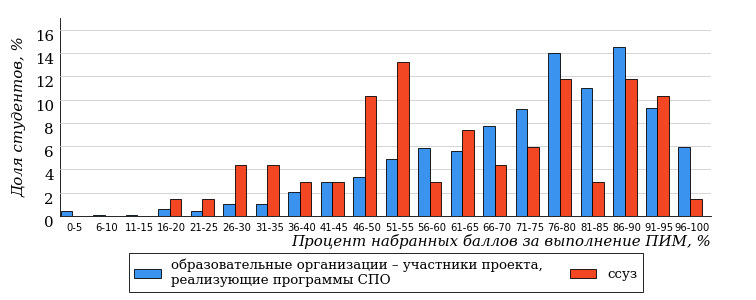 Доля студентов, %
16
14
12
10
8
6
4
2
0
0-5 6-10 11-15 16-20 21-25 26-30 31-35 36-40 41-45 46-50 51-55 56-60 61-65 66-70 71-75 76-80 81-85 86-90 91-95 96-100
Процент набранных баллов за выполнение ПИМ, %
образовательные организации – участники проекта,
реализующие программы СПО
ссуз